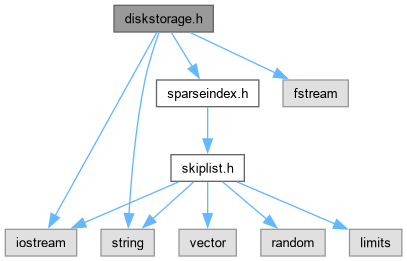 diskstorage.h
sparseindex.h
fstream
skiplist.h
iostream
string
vector
random
limits